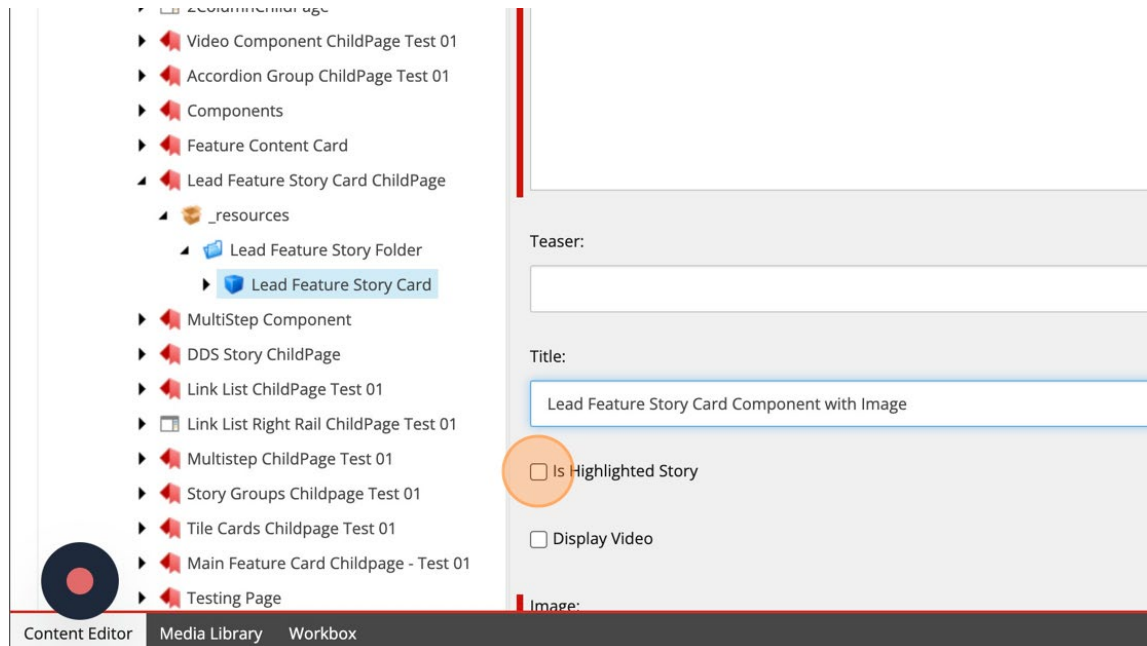 2ColumnChildPage
Video Component ChildPage Test 01
Accordion Group ChildPage Test 01
Components
Feature Content Card
Lead Feature Story Card ChildPage
_resources
Lead Feature Story Folder
Lead Feature Story Card
MultiStep Component
DDS Story ChildPage
Link List ChildPage Test 01
Link List Right Rail ChildPage Test 01
Multistep ChildPage Test 01
Story Groups Childpage Test 01
Tile Cards Childpage Test 01
Main Feature Card Childpage - Test 01
Testing Page
Teaser:
Title:
Lead Feature Story Card Component with Image
Is Highlighted Story
Display Video
Image:
Content Editor Media Library Workbox